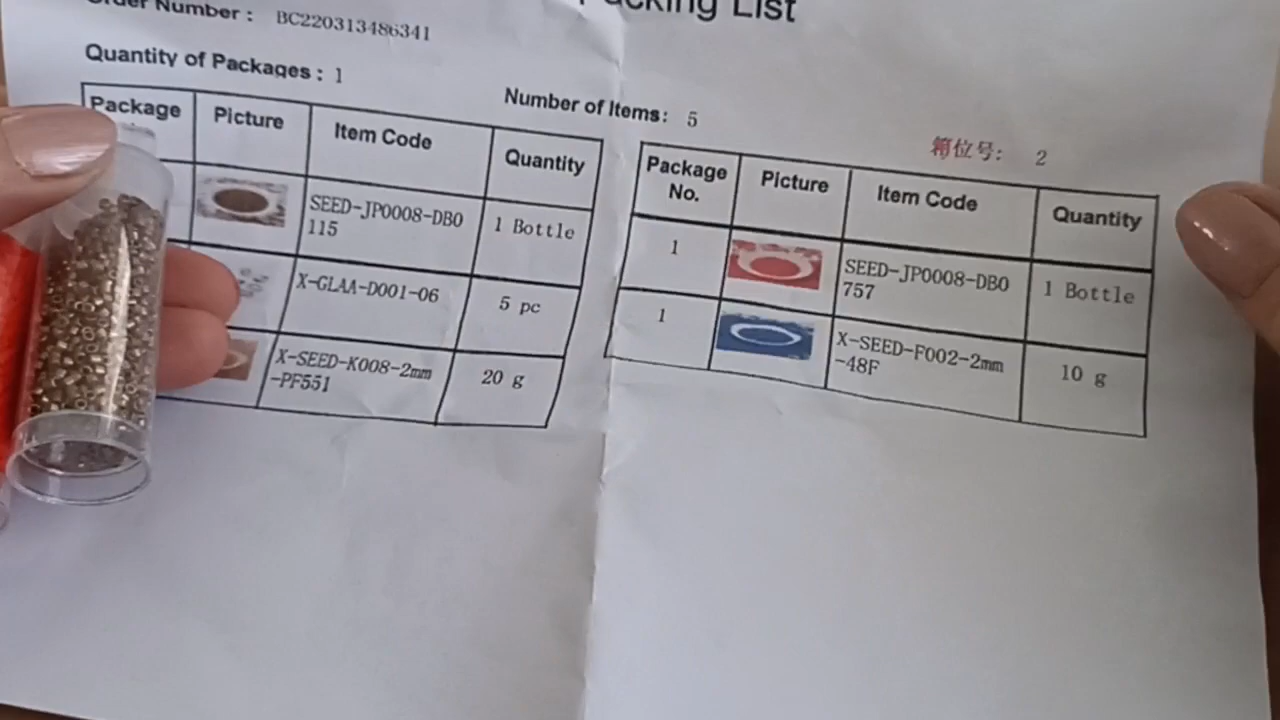 Packing List
Order Number: BC220313486341
Quantity of Packages: 1
Number of Items: 5
箱位号: 2
Package Picture Item Code Quantity
SEED-JP0008-DB0
115
1 Bottle
X-GLAA-D001-06 5 pc
X-SEED-K008-2mm
-PF551
20 g
Package
No.
Picture Item Code Quantity
1 SEED-JP0008-DB0
757
1 Bottle
1 X-SEED-F002-2mm
-48F
10 g